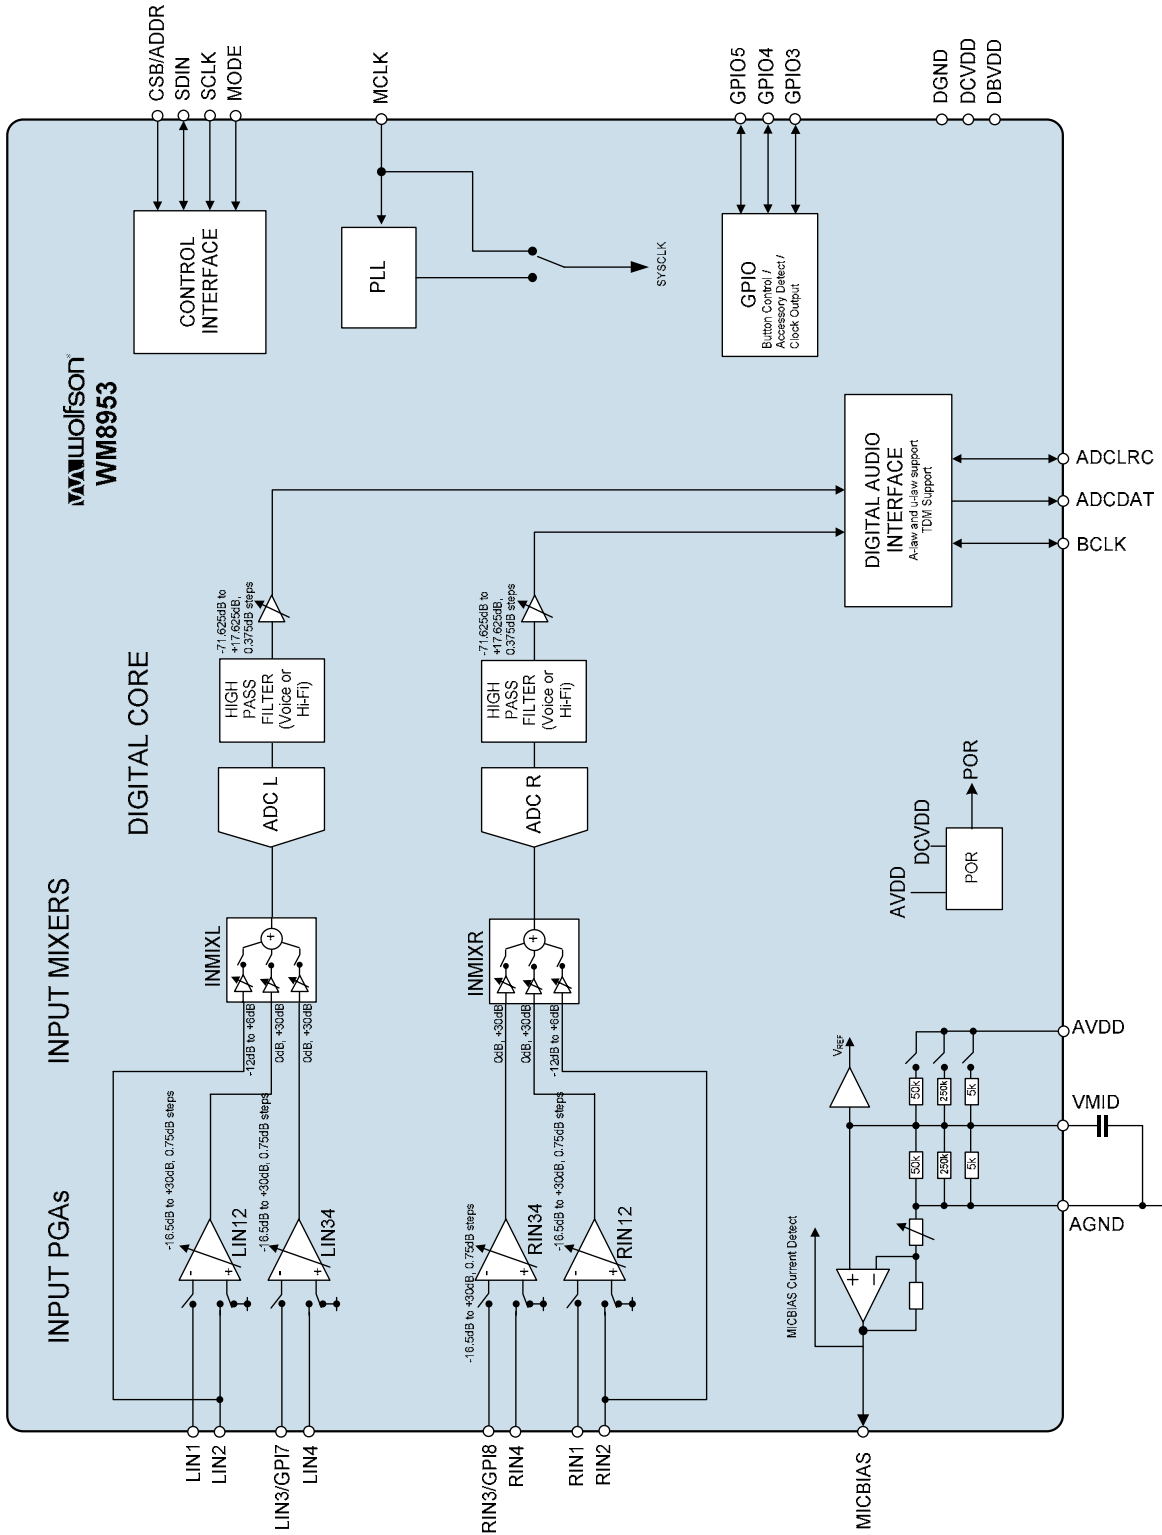 wolfson
WM8953
INPUT PGAs
INPUT MIXERS
DIGITAL CORE
CSB/ADDR
SDIN
SCLK
MODE
CONTROL
INTERFACE
MCLK
PLL
SYSCLK
GPIO5
GPIO4
GPIO3
GPIO
Button Control /
Accessory Detect /
Clock Output
DGND
DCVDD
DBVDD
LIN1
LIN2
LIN3/GPI7
LIN4
RIN3/GPI8
RIN4
RIN1
RIN2
-16.5dB to +30dB, 0.75dB steps
-
+
LIN12
-16.5dB to +30dB, 0.75dB steps
-
+
LIN34
-16.5dB to +30dB, 0.75dB steps
-
+
RIN34
-16.5dB to +30dB, 0.75dB steps
-
+
RIN12
-12dB to +6dB
0dB, +30dB
0dB, +30dB
INMIXL
+
0dB, +30dB
0dB, +30dB
-12dB to +6dB
INMIXR
+
ADC L
ADC R
HIGH
PASS
FILTER
(Voice or
Hi-Fi)
HIGH
PASS
FILTER
(Voice or
Hi-Fi)
-71.625dB to
+17.625dB,
0.375dB steps
-71.625dB to
+17.625dB,
0.375dB steps
DIGITAL AUDIO
INTERFACE
A-law and u-law support
TDM Support
ADCLRC
ADCDAT
BCLK
AVDD
DCVDD
POR
POR
MICBIAS
MICBIAS Current Detect
+
-
VREF
50k
250k
5k
50k
250k
5k
AVDD
VMID
AGND